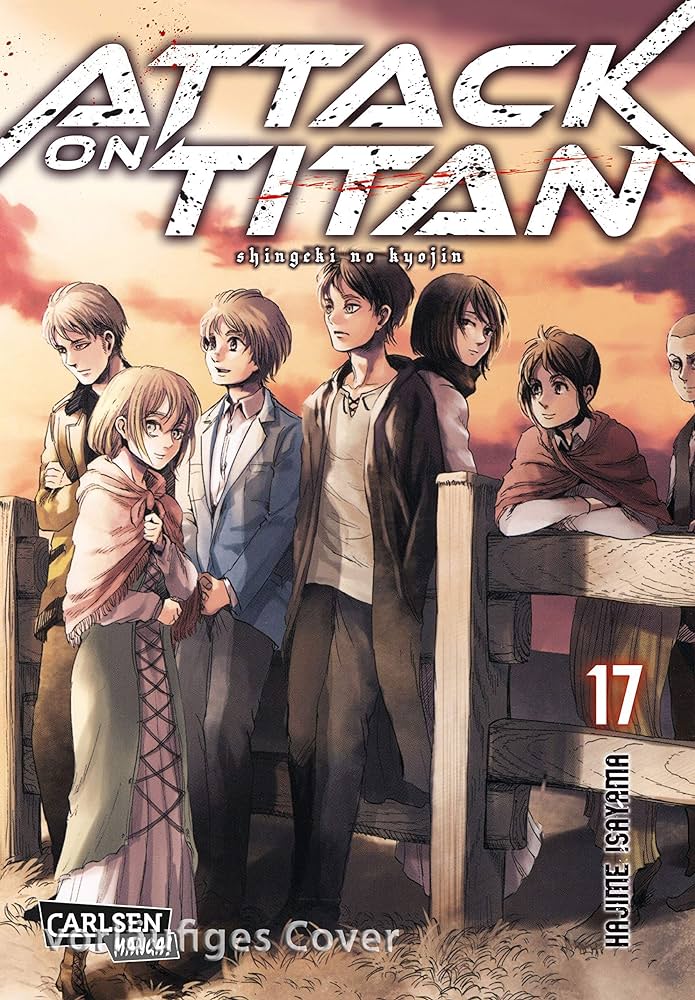 ATTACK
ON TITAN
shingeki no kyojin
17
HAJIME ISAYAMA
CARLSEN
MANGA!
Vorläufiges Cover